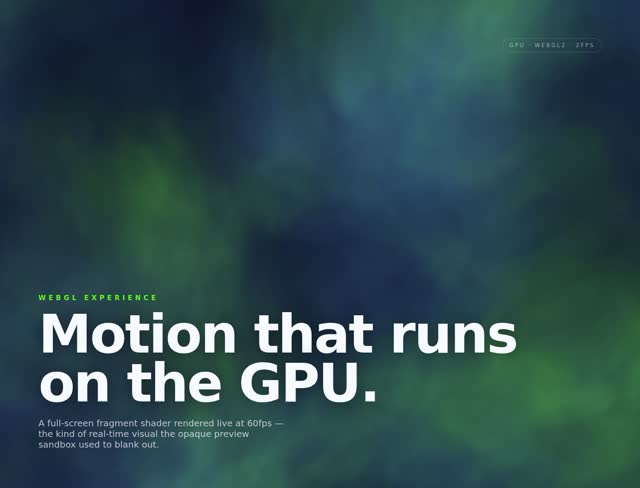 GPU · WEBGL2 2FPS
WEBGL EXPERIENCE
Motion that runs
on the GPU.
A full-screen fragment shader rendered live at 60fps —
the kind of real-time visual the opaque preview
sandbox used to blank out.